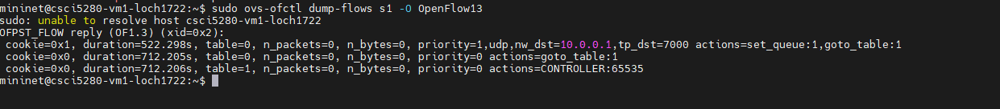 mininet@csci5280-vm1-loch1722:~$ sudo ovs-ofctl dump-flows s1 -O OpenFlow13
sudo: unable to resolve host csci5280-vm1-loch1722
OFPST_FLOW reply (OF1.3) (xid=0x2):
cookie=0x1, duration=522.298s, table=0, n_packets=0, n_bytes=0, priority=1,udp,nw_dst=10.0.0.1,tp_dst=7000 actions=set_queue:1,goto_table:1
cookie=0x0, duration=712.205s, table=0, n_packets=0, n_bytes=0, priority=0 actions=goto_table:1
cookie=0x0, duration=712.206s, table=1, n_packets=0, n_bytes=0, priority=0 actions=CONTROLLER:65535
mininet@csci5280-vm1-loch1722:~$